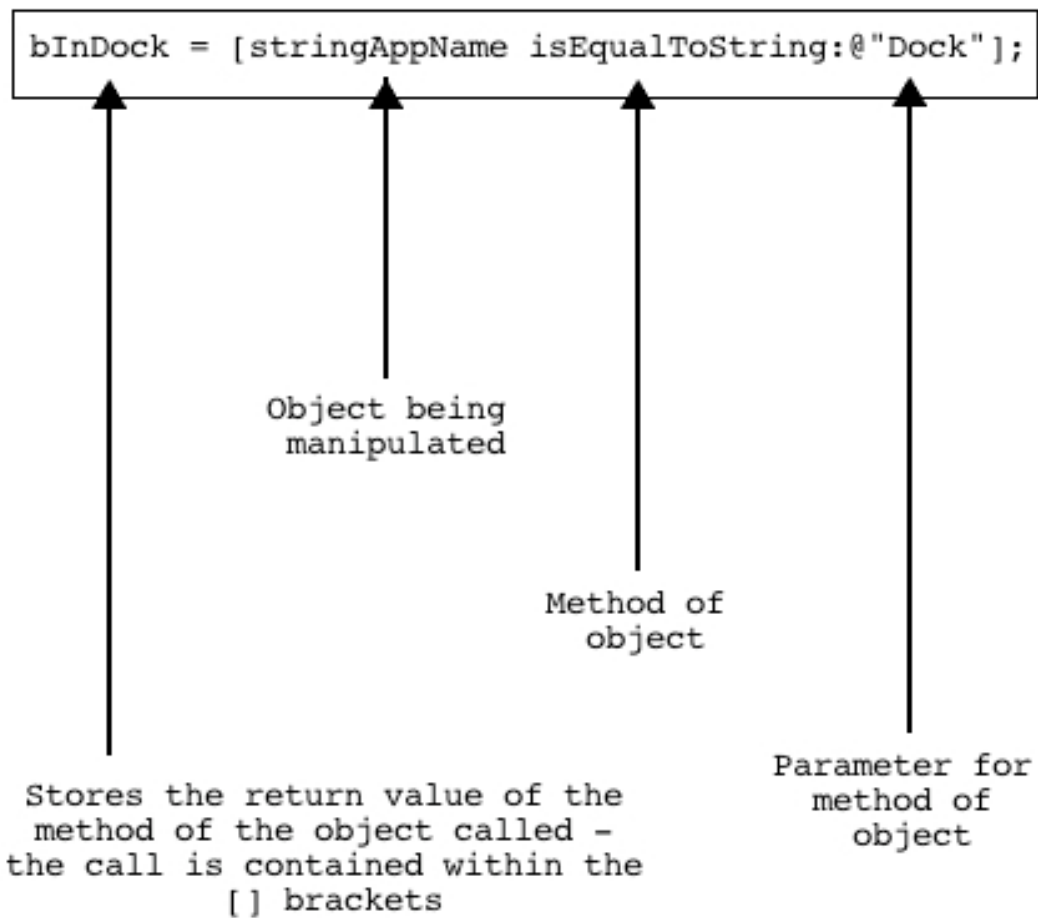 bInDock = [stringAppName isEqualToString:@"Dock"];
Object being
manipulated
Method of
object
Parameter for
method of
object
Stores the return value of the
method of the object called -
the call is contained within the
[] brackets